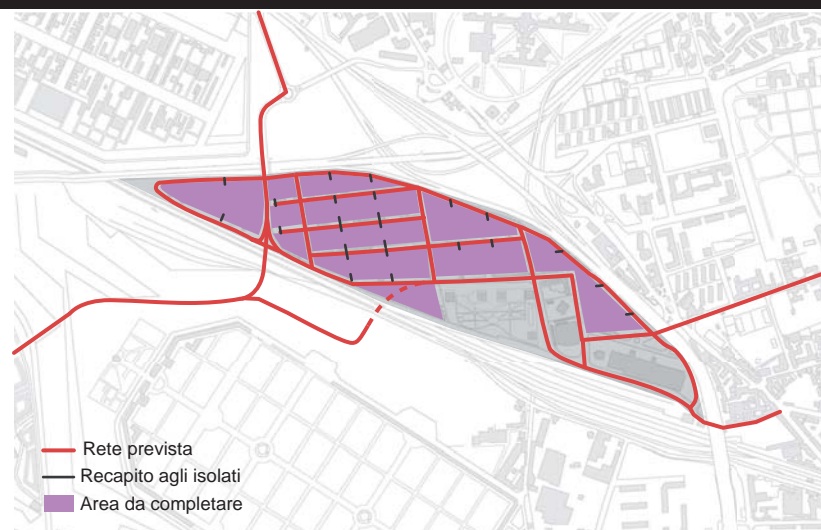 Rete prevista
Recapito agli isolati
Area da completare